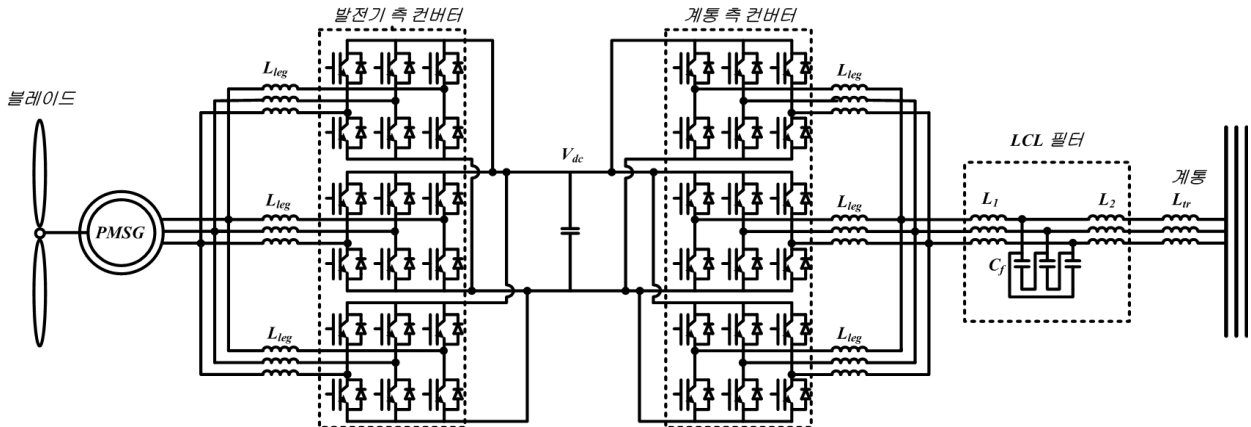 발전기 측 컨버터
계통 측 컨버터
블레이드
L_leg
L_leg
V_dc
LCL 필터
계통
L_leg
L_leg
L_1
L_2
L_tr
PMSG
C_f
L_leg
L_leg